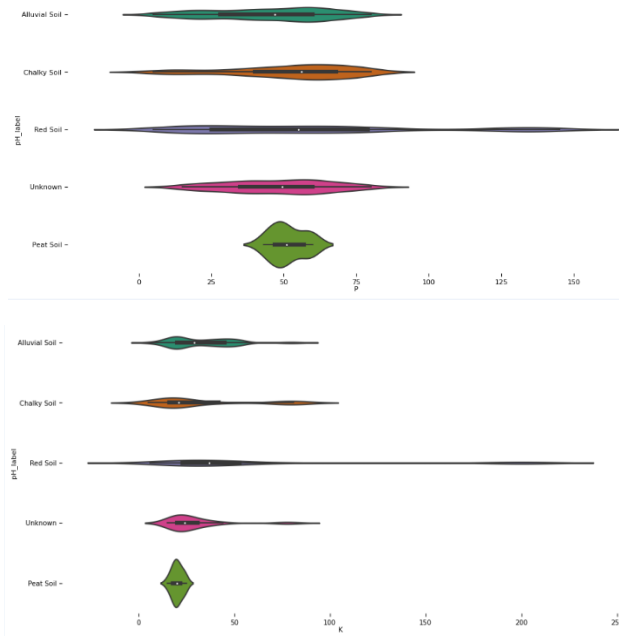 Alluvial Soil
Chalky Soil
Red Soil
Unknown
Peat Soil
pH_label
0 25 50 75 100 125 150
P
Alluvial Soil
Chalky Soil
Red Soil
Unknown
Peat Soil
pH_label
0 50 100 150 200
K